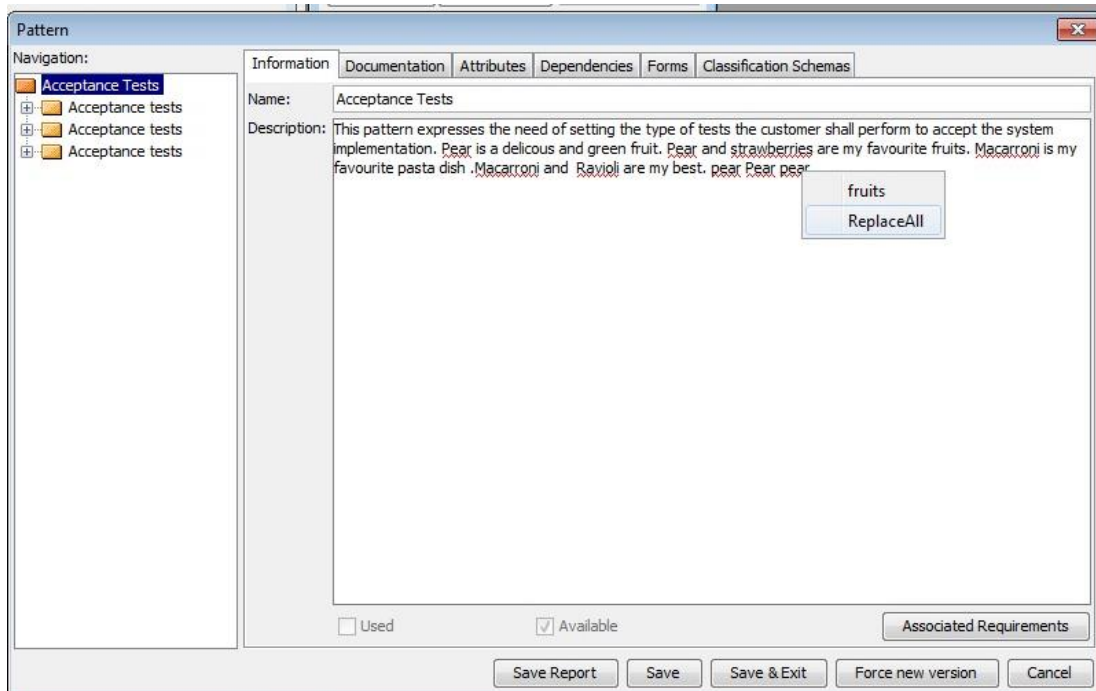 Pattern
Navigation:
Acceptance Tests
Acceptance tests
Acceptance tests
Acceptance tests
Information Documentation Attributes Dependencies Forms Classification Schemas
Name: Acceptance Tests
Description: This pattern expresses the need of setting the type of tests the customer shall perform to accept the system
implementation. Pear is a delicous and green fruit. Pear and strawberries are my favourite fruits. Macarroni is my
favourite pasta dish .Macarroni and Ravioli are my best. pear Pear pear
fruits
ReplaceAll
Used Available Associated Requirements
Save Report Save Save & Exit Force new version Cancel